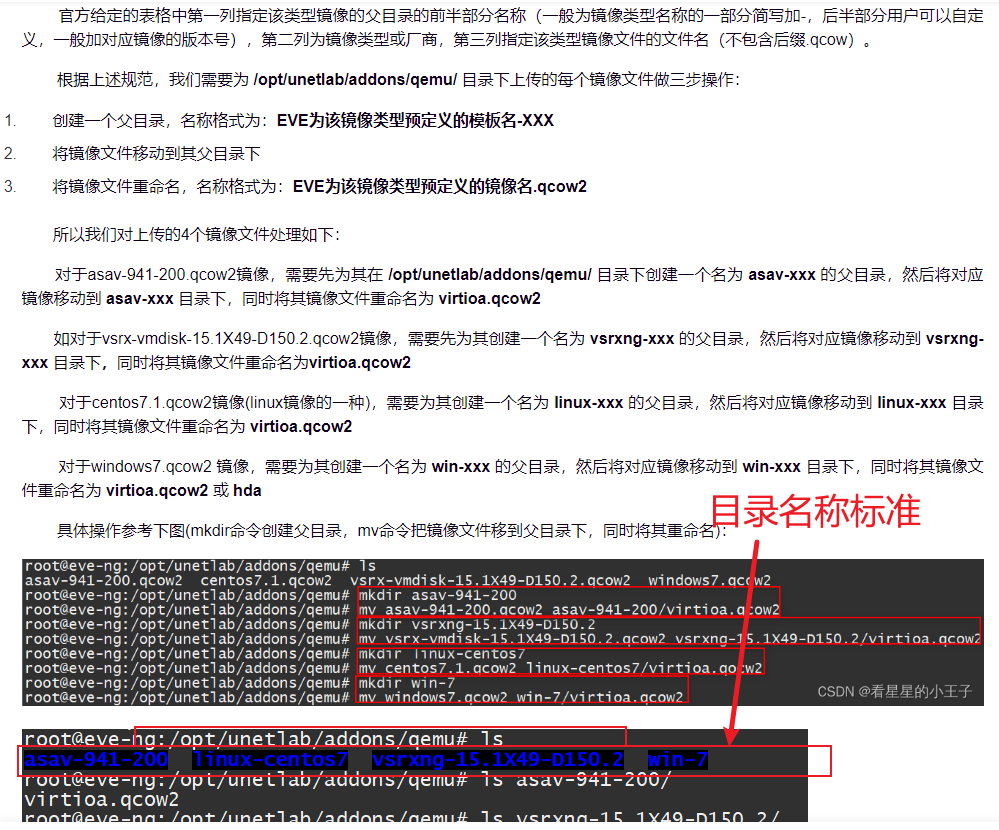 官方给定的表格中第一列指定该类型镜像的父目录的前半部分名称（一般为镜像类型名称的一部分简写加-，后半部分用户可以自定
义，一般加对应镜像的版本号），第二列为镜像类型或厂商，第三列指定该类型镜像文件的文件名（不包含后缀.qcow）。
根据上述规范，我们需要为 /opt/unetlab/addons/qemu/ 目录下上传的每个镜像文件做三步操作：
1. 创建一个父目录，名称格式为：EVE为该镜像类型预定义的模板名-XXX
2. 将镜像文件移动到其父目录下
3. 将镜像文件重命名，名称格式为：EVE为该镜像类型预定义的镜像名.qcow2
所以我们对上传的4个镜像文件处理如下：
对于asav-941-200.qcow2镜像，需要先为其在 /opt/unetlab/addons/qemu/ 目录下创建一个名为 asav-xxx 的父目录，然后将对应
镜像移动到 asav-xxx 目录下，同时将其镜像文件重命名为 virtioa.qcow2
如对于vsrx-vmdisk-15.1X49-D150.2.qcow2镜像，需要先为其创建一个名为 vsrxng-xxx 的父目录，然后将对应镜像移动到 vsrxng-
xxx 目录下，同时将其镜像文件重命名为virtioa.qcow2
对于centos7.1.qcow2镜像(linux镜像的一种)，需要为其创建一个名为 linux-xxx 的父目录，然后将对应镜像移动到 linux-xxx 目录
下，同时将其镜像文件重命名为 virtioa.qcow2
对于windows7.qcow2 镜像，需要为其创建一个名为 win-xxx 的父目录，然后将对应镜像移动到 win-xxx 目录下，同时将其镜像文
件重命名为 virtioa.qcow2 或 hda
目录名称标准
具体操作参考下图(mkdir命令创建父目录，mv命令把镜像文件移到父目录下，同时将其重命名)：
root@eve-ng:/opt/unetlab/addons/qemu# ls
asav-941-200.qcow2 centos7.1.qcow2 vsrx-vmdisk-15.1X49-D150.2.qcow2 windows7.qcow2
root@eve-ng:/opt/unetlab/addons/qemu# mkdir asav-941-200
root@eve-ng:/opt/unetlab/addons/qemu# mv asav-941-200.qcow2 asav-941-200/virtioa.qcow2
root@eve-ng:/opt/unetlab/addons/qemu# mkdir vsrxng-15.1X49-D150.2
root@eve-ng:/opt/unetlab/addons/qemu# mv vsrx-vmdisk-15.1X49-D150.2.qcow2 vsrxng-15.1X49-D150.2/virtioa.qcow2
root@eve-ng:/opt/unetlab/addons/qemu# mkdir linux-centos7
root@eve-ng:/opt/unetlab/addons/qemu# mv centos7.1.qcow2 linux-centos7/virtioa.qocw2
root@eve-ng:/opt/unetlab/addons/qemu# mkdir win-7
root@eve-ng:/opt/unetlab/addons/qemu# mv windows7.qcow2 win-7/virtioa.qcow2
CSDN @看星星的小王子
root@eve-ng:/opt/unetlab/addons/qemu# ls
asav-941-200 linux-centos7 vsrxng-15.1X49-D150.2 win-7
root@eve-ng:/opt/unetlab/addons/qemu# ls asav-941-200/
virtioa.qcow2
root@eve-ng:/opt/unetlab/addons/qemu# ls vsrxng-15.1X49-D150.2/